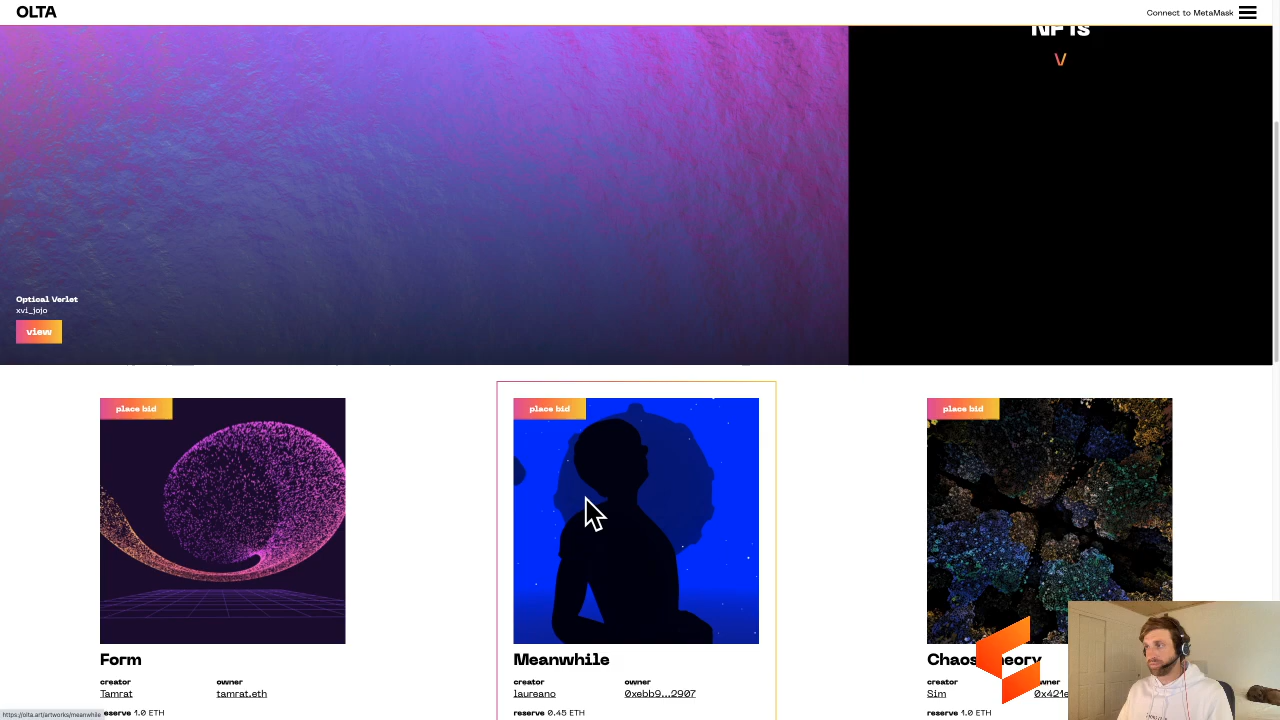 OLTA
Connect to MetaMask
NFTs
V
Optical Verlet
xvi_jojo
view
place bid
place bid
place bid
Form
Meanwhile
creator
owner
creator
owner
creator
Tamrat
tamrat.eth
laureano
0xebb9...2907
Sim
0x421e
reserve 1.0 ETH
reserve 0.45 ETH
reserve 1.0 ETH
https://olta.art/artworks/meanwhile